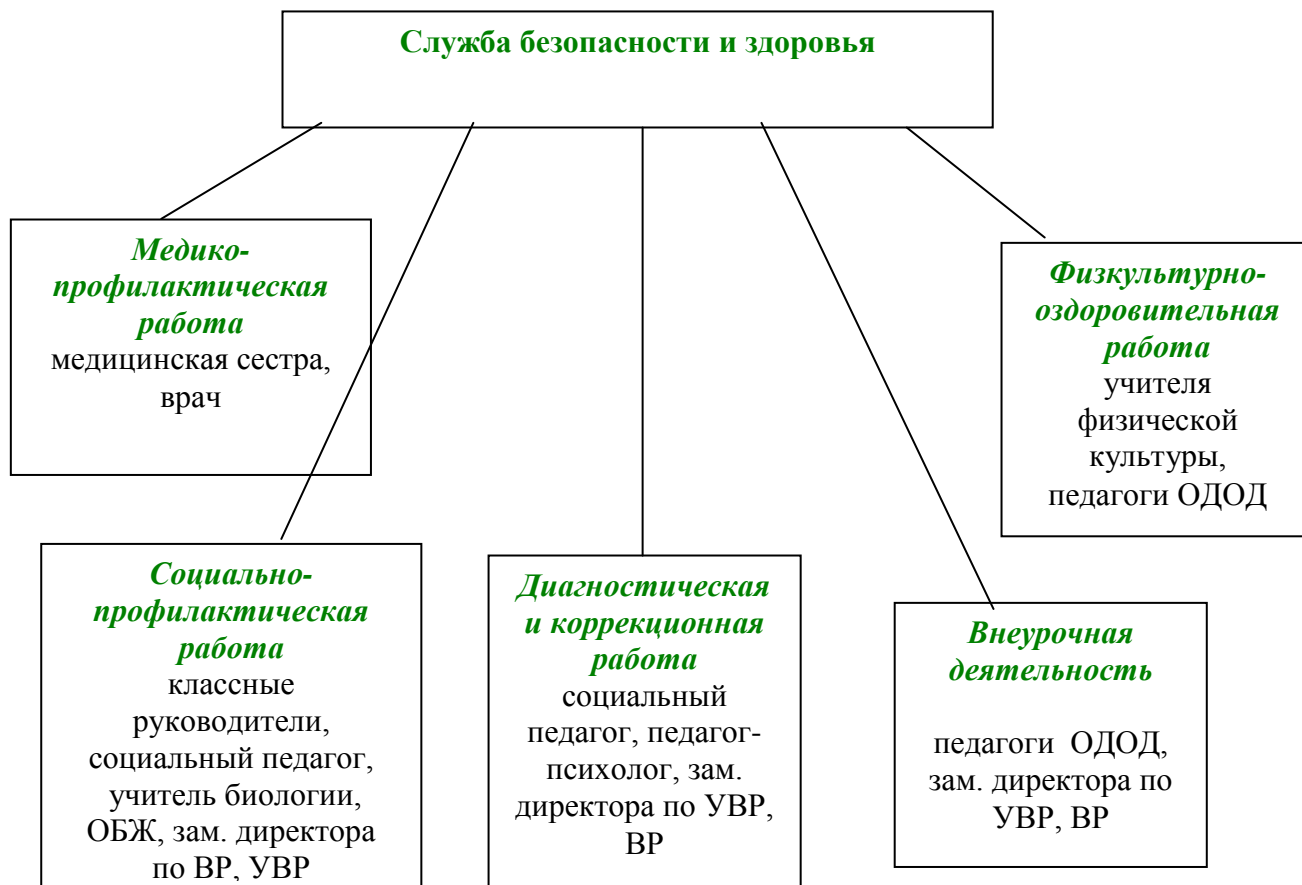 Служба безопасности и здоровья
Медико-
профилактическая
работа
медицинская сестра,
врач
Физкультурно-
оздоровительная
работа
учителя
физической
культуры,
педагоги ОДОД
Социально-
профилактическая
работа
классные
руководители,
социальный педагог,
учитель биологии,
ОБЖ, зам. директора
по ВР, УВР
Диагностическая
и коррекционная
работа
социальный
педагог, педагог-
психолог, зам.
директора по УВР,
ВР
Внеурочная
деятельность
педагоги ОДОД,
зам. директора по
УВР, ВР